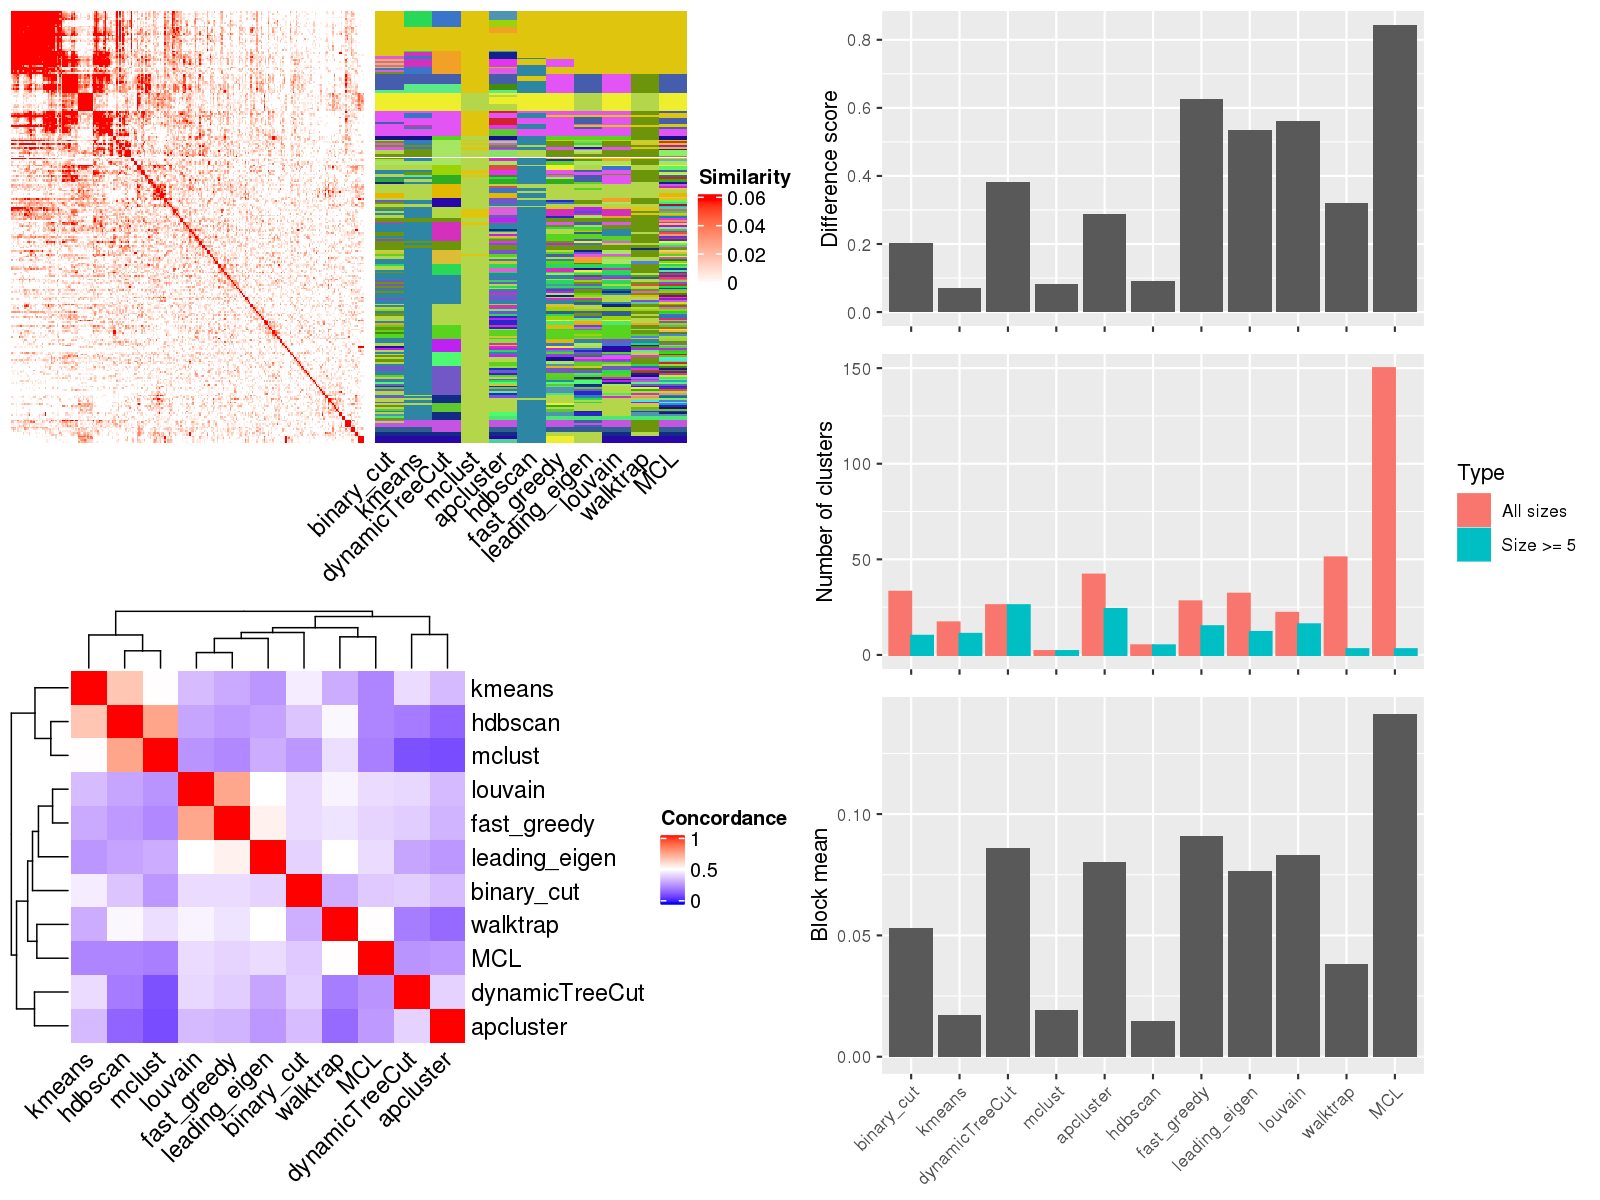 Similarity
0.06
0.04
0.02
0
binary_cut
kmeans
dynamicTreeCut
mclust
apcluster
hdbscan
fast_greedy
leading_eigen
louvain
walktrap
MCL
kmeans
hdbscan
mclust
louvain
fast_greedy
leading_eigen
binary_cut
walktrap
MCL
dynamicTreeCut
apcluster
Concordance
1
0.5
0
kmeans
hdbscan
mclust
louvain
fast_greedy
leading_eigen
binary_cut
walktrap
MCL
dynamicTreeCut
apcluster
Difference score
0.8
0.6
0.4
0.2
0.0
Number of clusters
150
100
50
0
Type
All sizes
Size >= 5
Block mean
0.10
0.05
0.00
binary_cut
kmeans
dynamicTreeCut
mclust
apcluster
hdbscan
fast_greedy
leading_eigen
louvain
walktrap
MCL